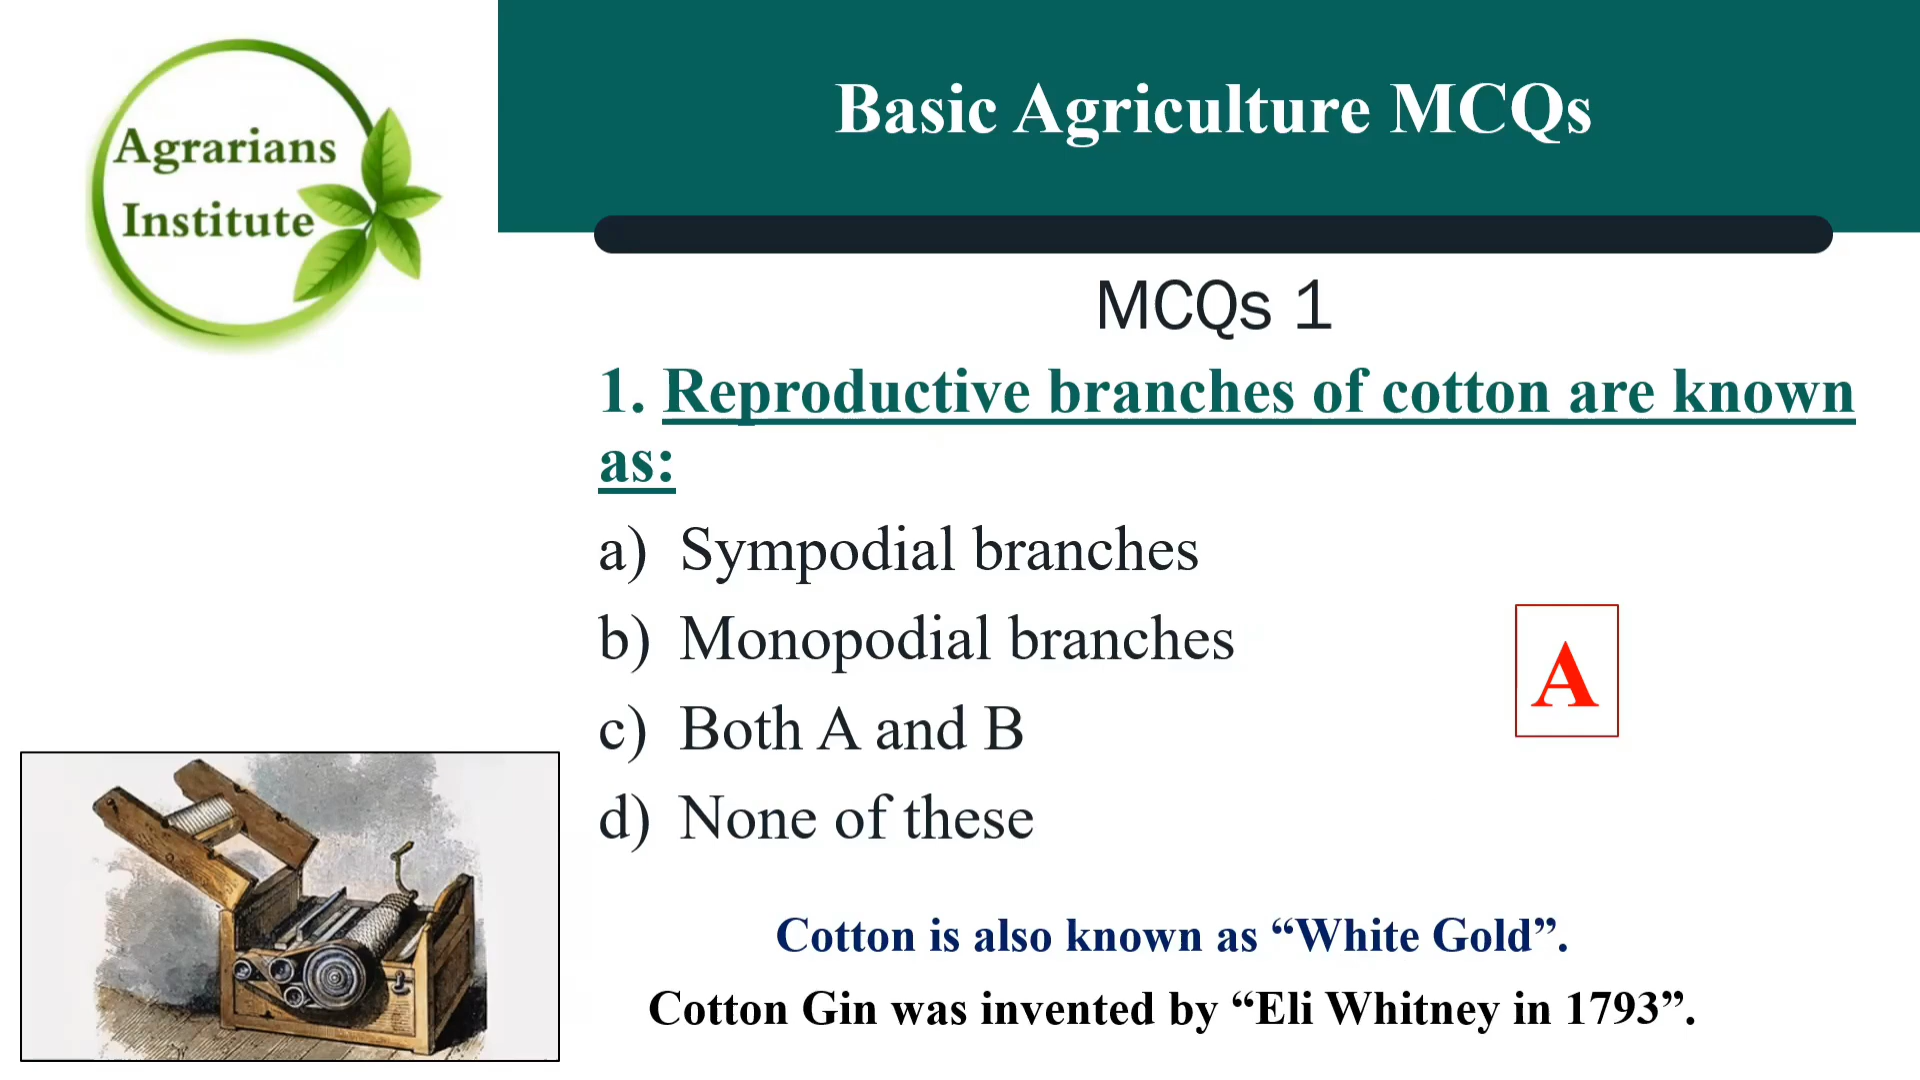 Agrarians
Institute
Basic Agriculture MCQs
MCQs 1
1. Reproductive branches of cotton are known
as:
a) Sympodial branches
b) Monopodial branches
c) Both A and B
d) None of these
A
Cotton is also known as “White Gold”.
Cotton Gin was invented by “Eli Whitney in 1793”.